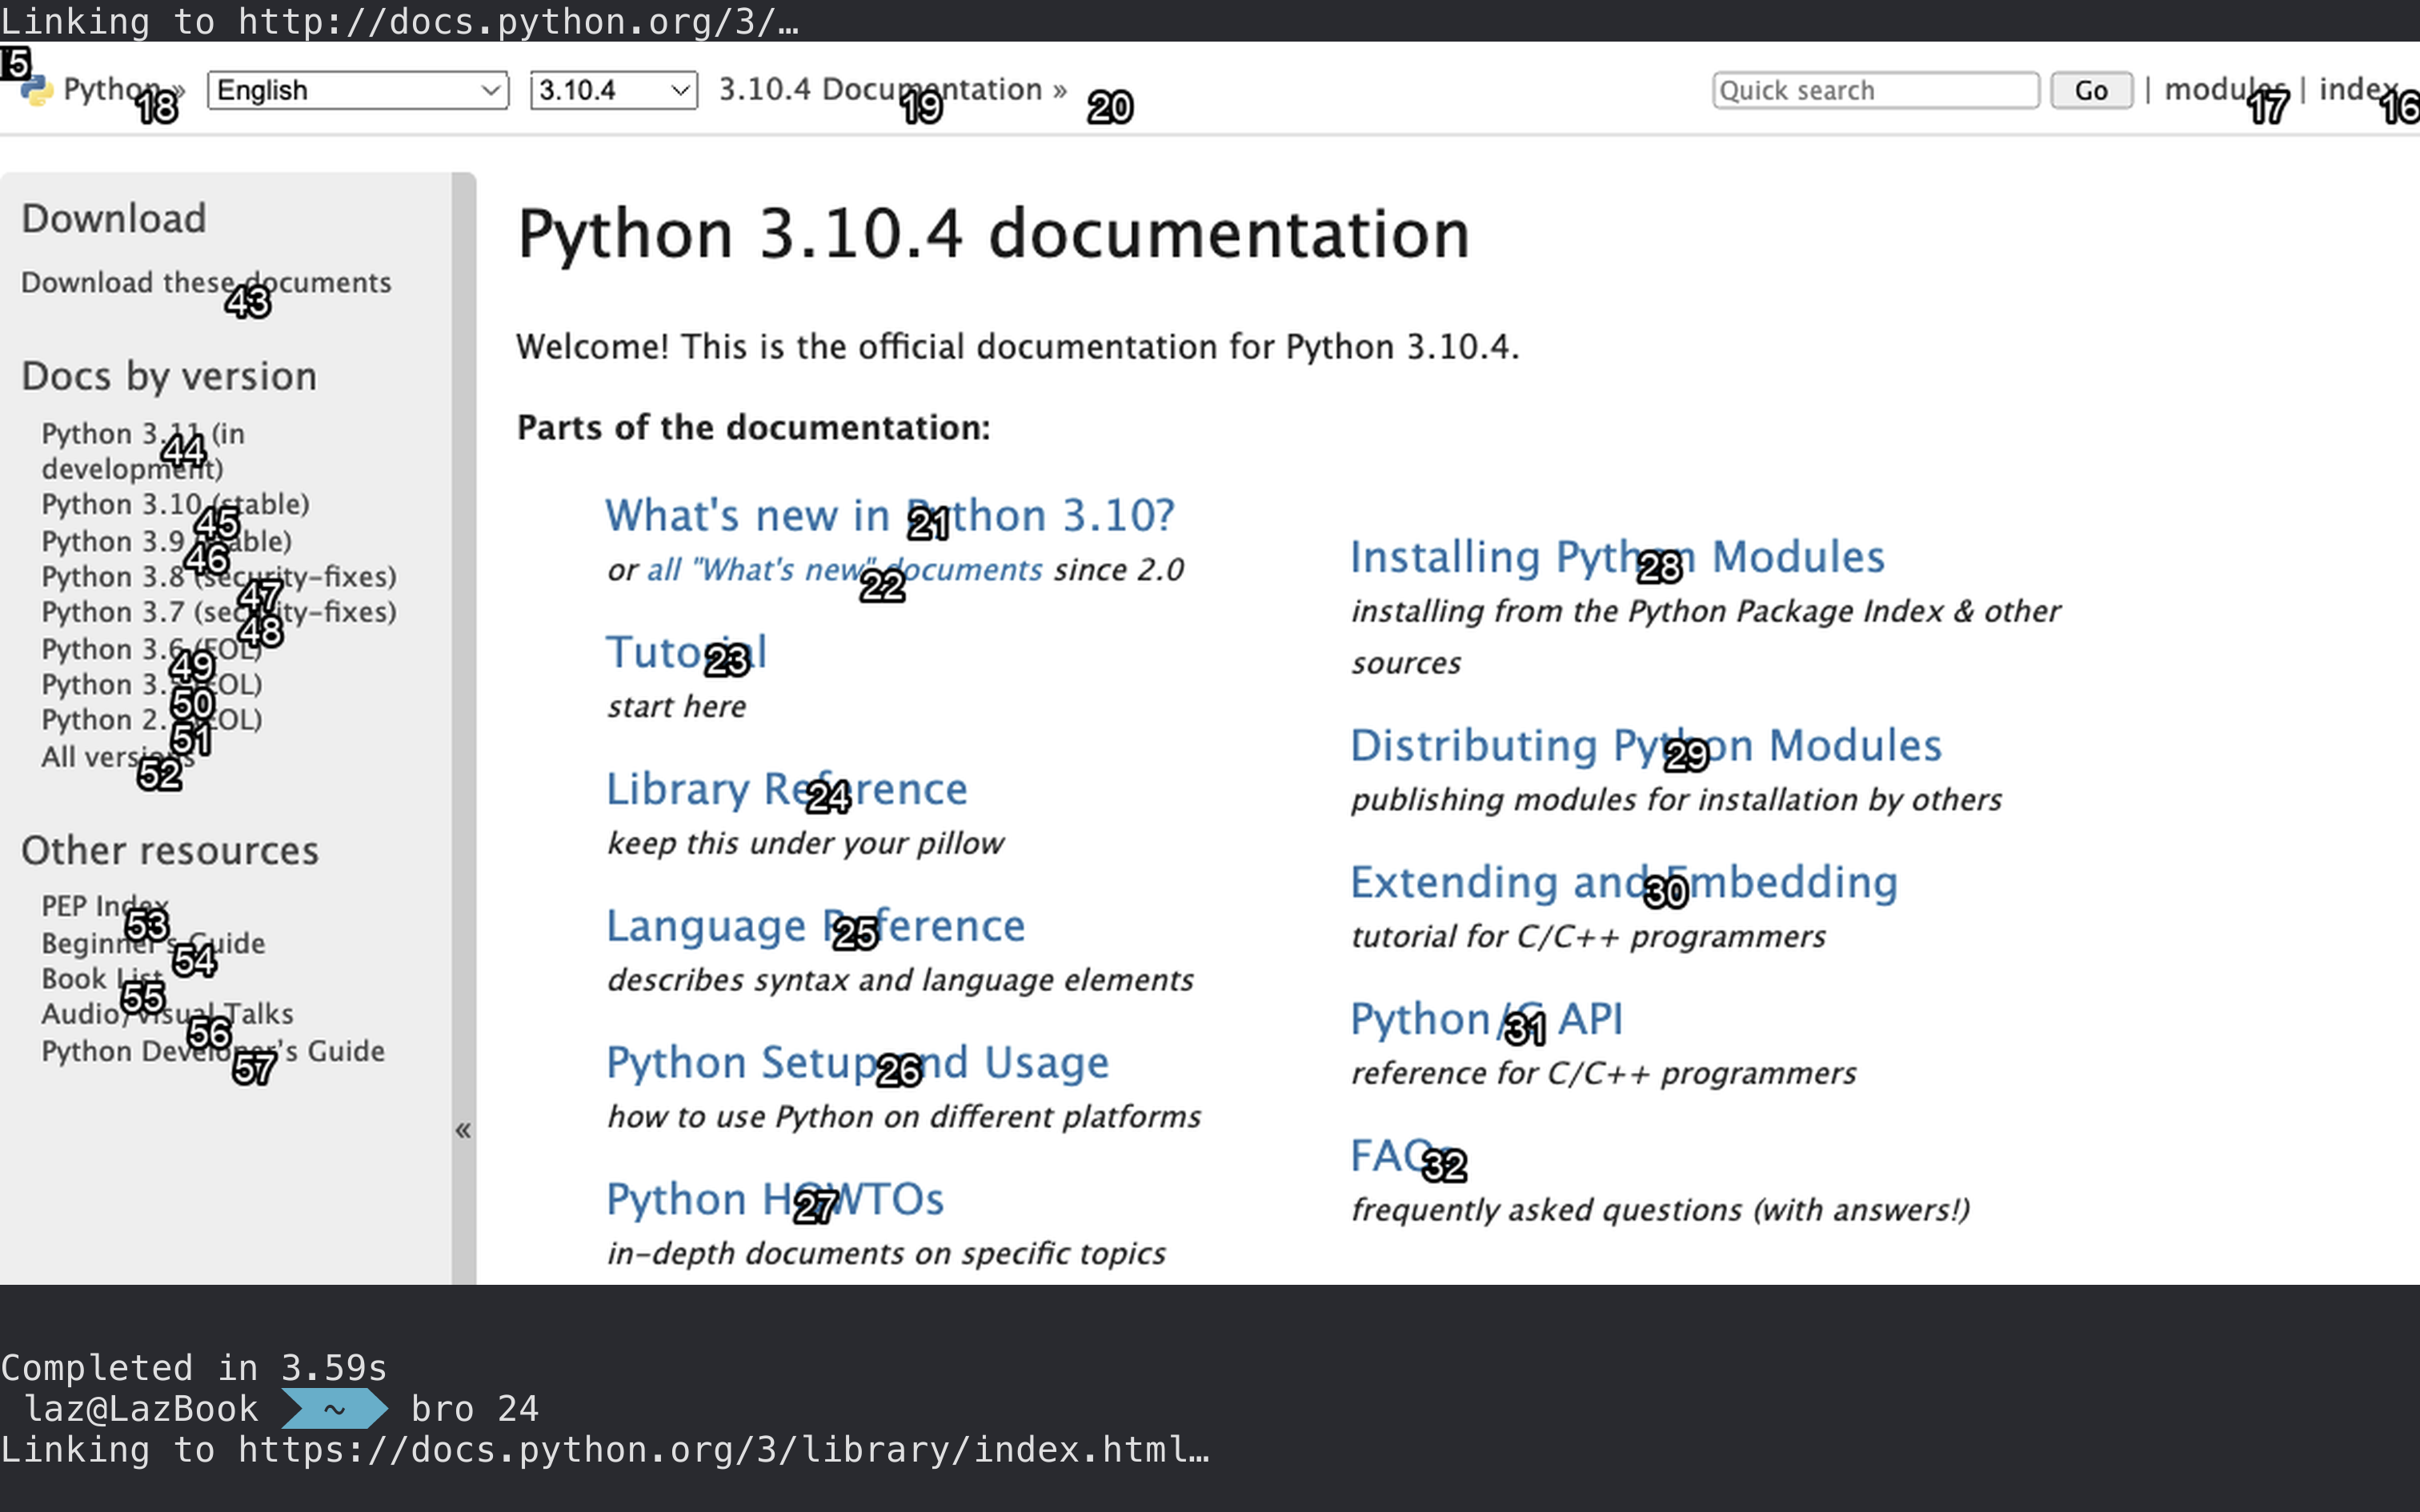 Linking to http://docs.python.org/3/…
15
Python » English 3.10.4 3.10.4 Documentation » Quick search Go | modules | index
18 19 20 17 16
Download
Download these documents
43
Docs by version
Python 3.11 (in
44
development)
Python 3.10 (stable)
45
Python 3.9 (stable)
46
Python 3.8 (security-fixes)
47
Python 3.7 (security-fixes)
48
Python 3.6 (EOL)
49
Python 3. (EOL)
50
Python 2. (EOL)
51
All versions
52
Other resources
PEP Index
53
Beginner's Guide
54
Book List
55
Audio/Visual Talks
56
Python Developer's Guide
57
«
Python 3.10.4 documentation
Welcome! This is the official documentation for Python 3.10.4.
Parts of the documentation:
What's new in Python 3.10?
21
or all "What's new" documents since 2.0
22
Tutorial
23
start here
Library Reference
24
keep this under your pillow
Language Reference
25
describes syntax and language elements
Python Setup and Usage
26
how to use Python on different platforms
Python HOWTOs
27
in-depth documents on specific topics
Installing Python Modules
28
installing from the Python Package Index & other
sources
Distributing Python Modules
29
publishing modules for installation by others
Extending and Embedding
30
tutorial for C/C++ programmers
Python/C API
31
reference for C/C++ programmers
FAQs
32
frequently asked questions (with answers!)
Completed in 3.59s
laz@LazBook ~ bro 24
Linking to https://docs.python.org/3/library/index.html…